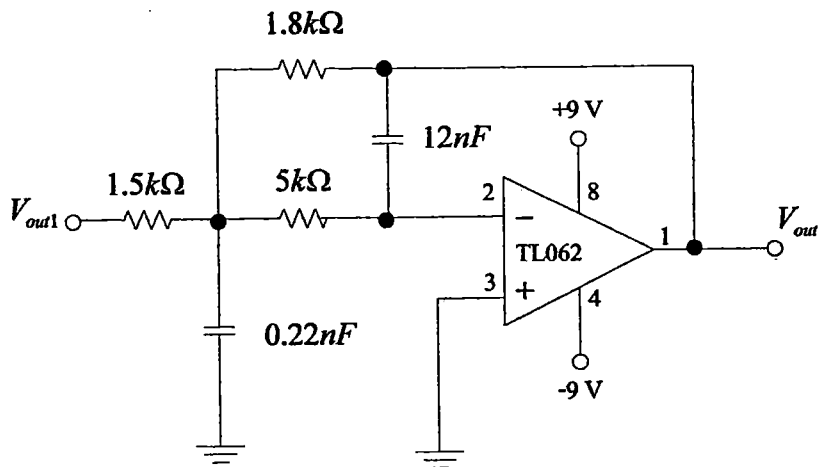 1.8kΩ
+9 V
12nF
1.5kΩ
5kΩ
2
8
V_out1
−
V_out
TL062
1
3
+
4
0.22nF
-9 V